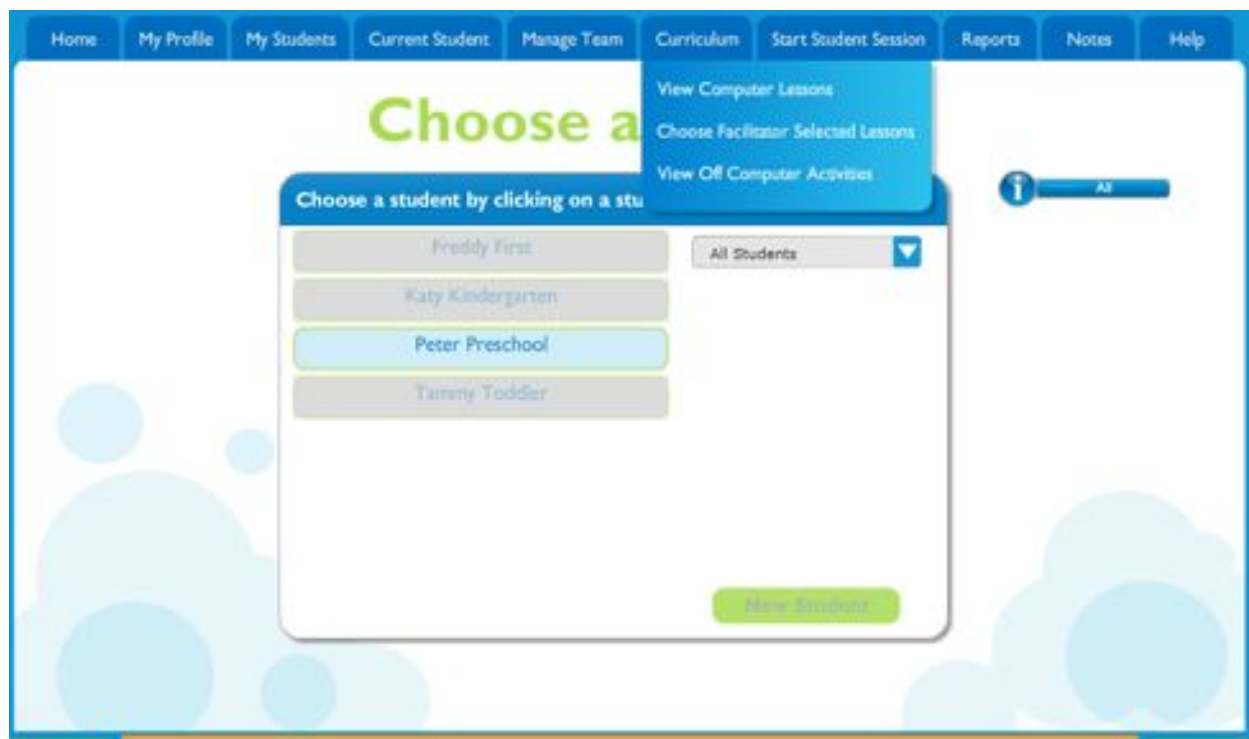 Home My Profile My Students Current Student Manage Team Curriculum Start Student Session Reports Notes Help
View Computer Lessons
Choose a
Choose Facilitator Selected Lessons
View Off Computer Activities
Choose a student by clicking on a stu
All
Freddy First
All Students
Katy Kindergarten
Peter Preschool
Tammy Toddler
New Student